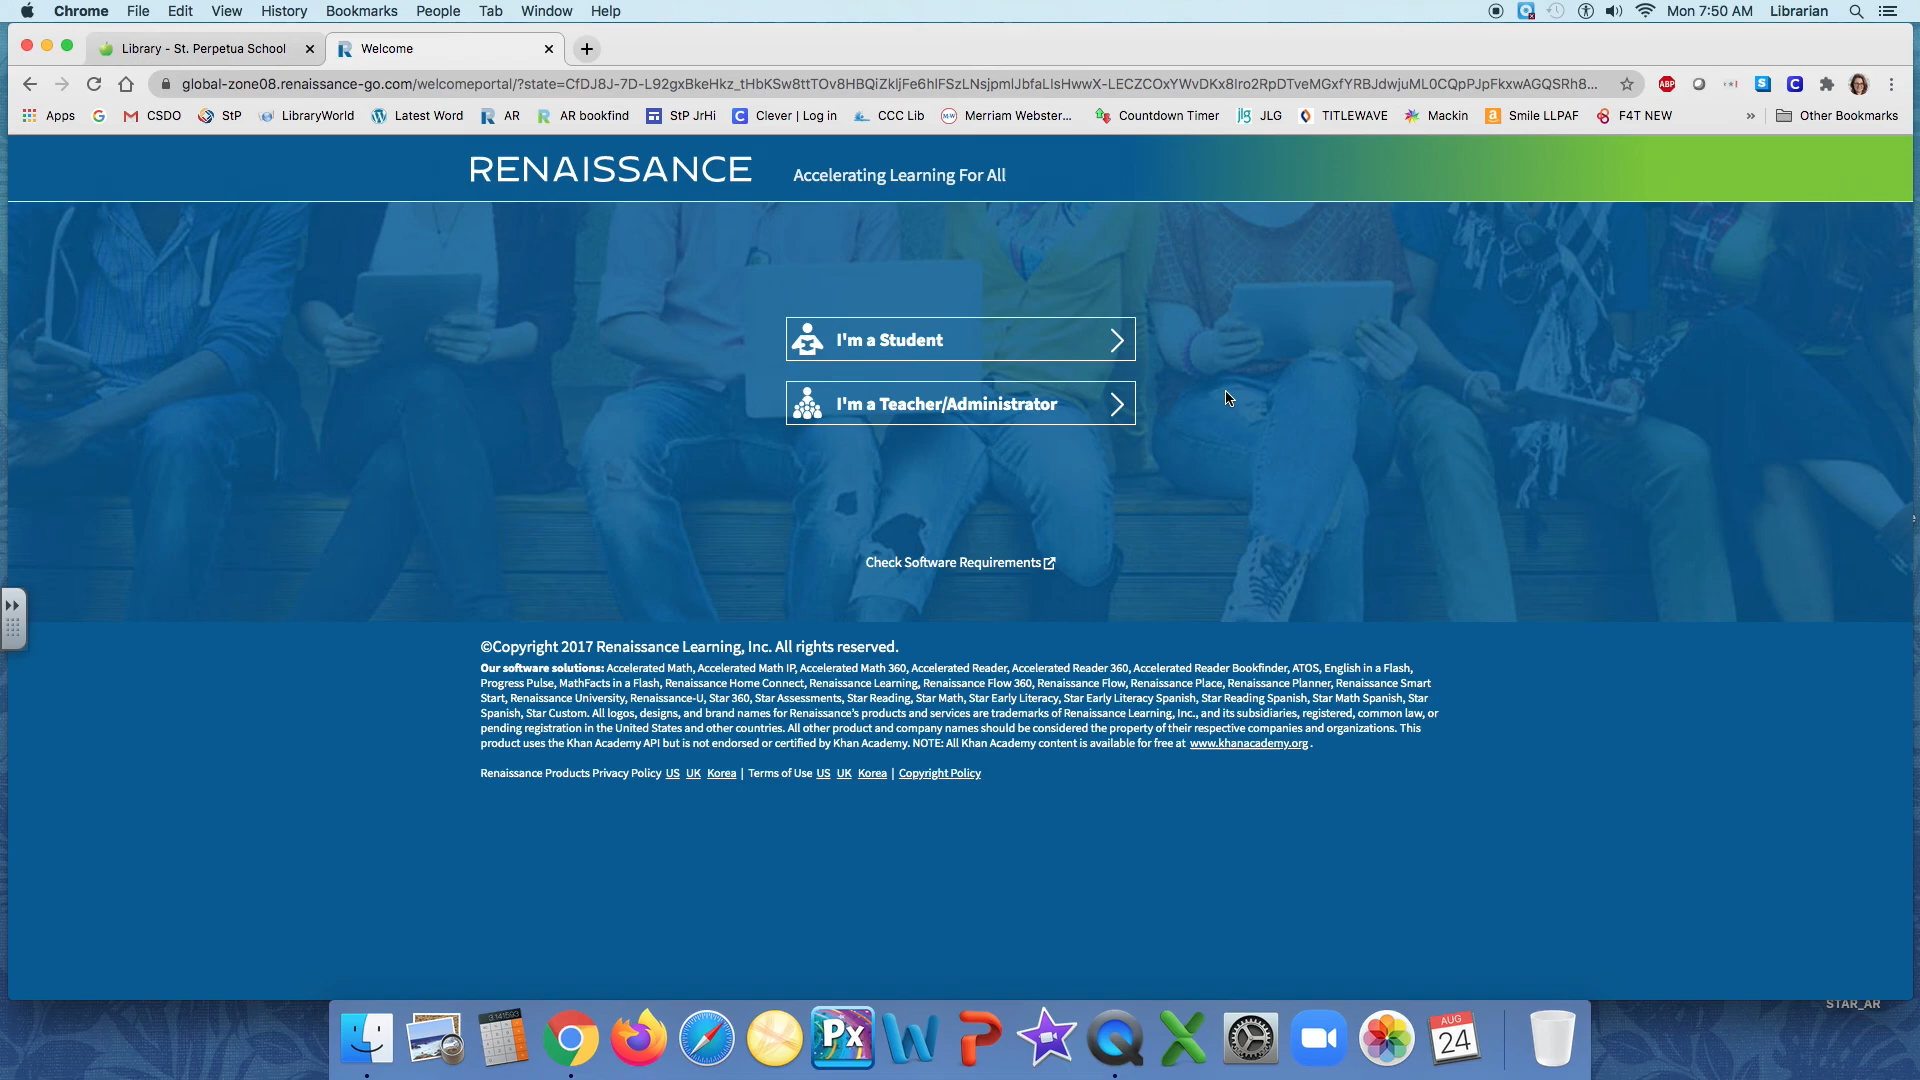 Chrome File Edit View History Bookmarks People Tab Window Help Mon 7:50 AM Librarian
Library - St. Perpetua School Welcome
global-zone08.renaissance-go.com/welcomeportal/?state=
Apps CSDO StP LibraryWorld Latest Word AR AR bookfind StP JrHi Clever | Log in CCC Lib Merriam Webster... Countdown Timer JLG TITLEWAVE Mackin Smile LLPAF F4T NEW » Other Bookmarks
RENAISSANCE Accelerating Learning For All
I'm a Student
I'm a Teacher/Administrator
Check Software Requirements
©Copyright 2017 Renaissance Learning, Inc. All rights reserved.
Our software solutions: Accelerated Math, Accelerated Math IP, Accelerated Math 360, Accelerated Reader, Accelerated Reader 360, Accelerated Reader Bookfinder, ATOS, English in a Flash,
Progress Pulse, MathFacts in a Flash, Renaissance Home Connect, Renaissance Learning, Renaissance Flow 360, Renaissance Flow, Renaissance Place, Renaissance Planner, Renaissance Smart
Start, Renaissance University, Renaissance-U, Star 360, Star Assessments, Star Reading, Star Math, Star Early Literacy, Star Early Literacy Spanish, Star Reading Spanish, Star Math Spanish, Star
Spanish, Star Custom. All logos, designs, and brand names for Renaissance's products and services are trademarks of Renaissance Learning, Inc., and its subsidiaries, registered, common law, or
pending registration in the United States and other countries. All other product and company names should be considered the property of their respective companies and organizations. This
product uses the Khan Academy API but is not endorsed or certified by Khan Academy. NOTE: All Khan Academy content is available for free at www.khanacademy.org.
Renaissance Products Privacy Policy US UK Korea | Terms of Use US UK Korea | Copyright Policy
STAR_AR
3.141593
Px
AUG
24